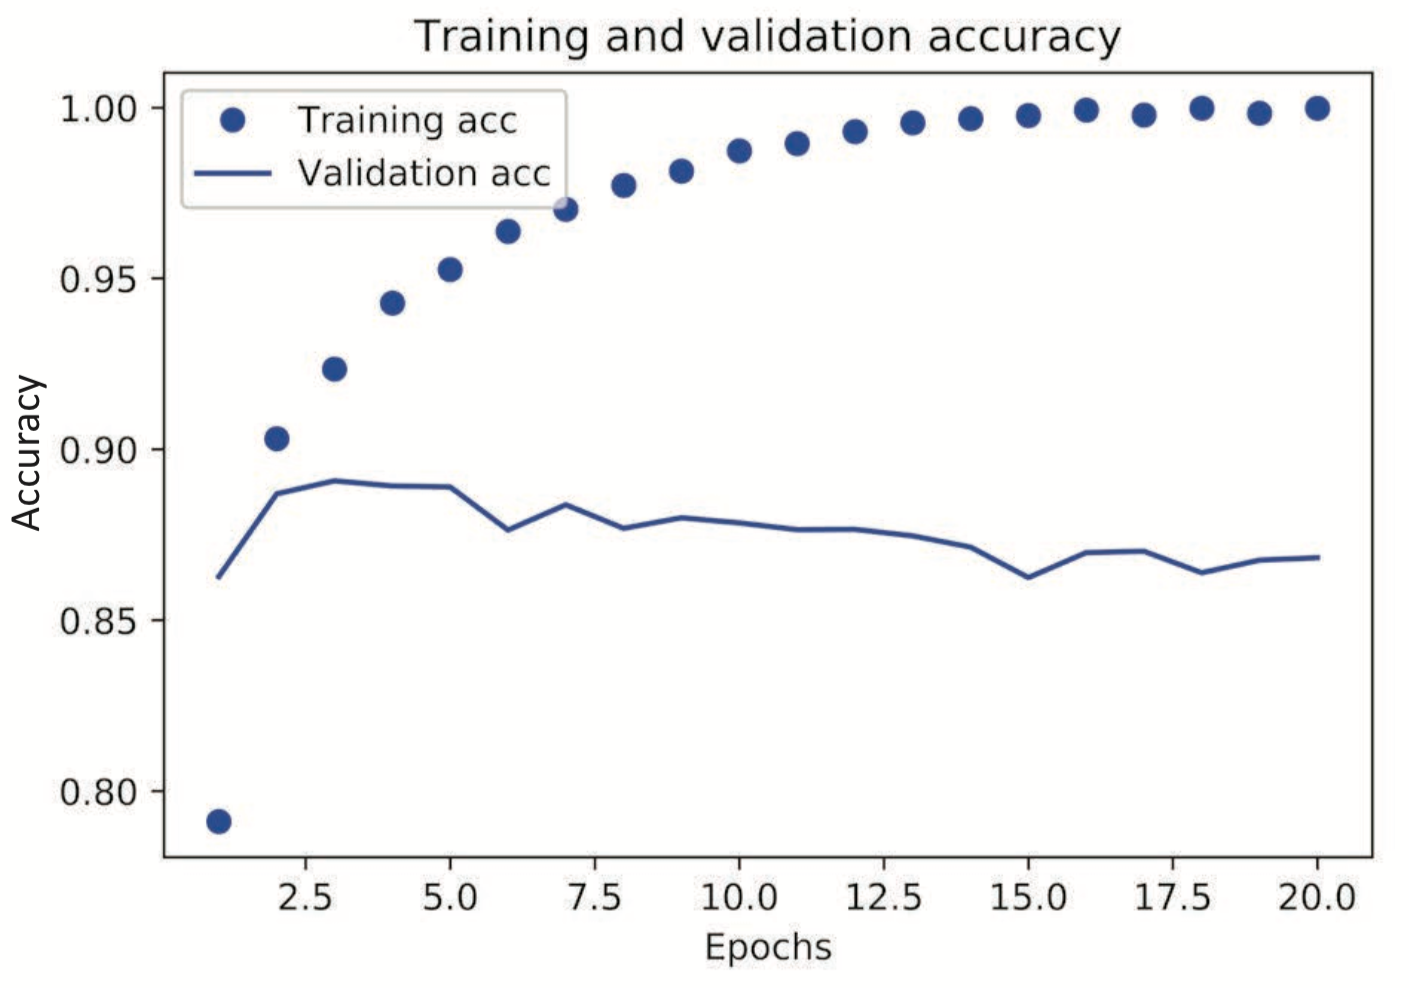 Training and validation accuracy
Training acc
Validation acc
1.00
0.95
0.90
0.85
0.80
Accuracy
2.5 5.0 7.5 10.0 12.5 15.0 17.5 20.0
Epochs